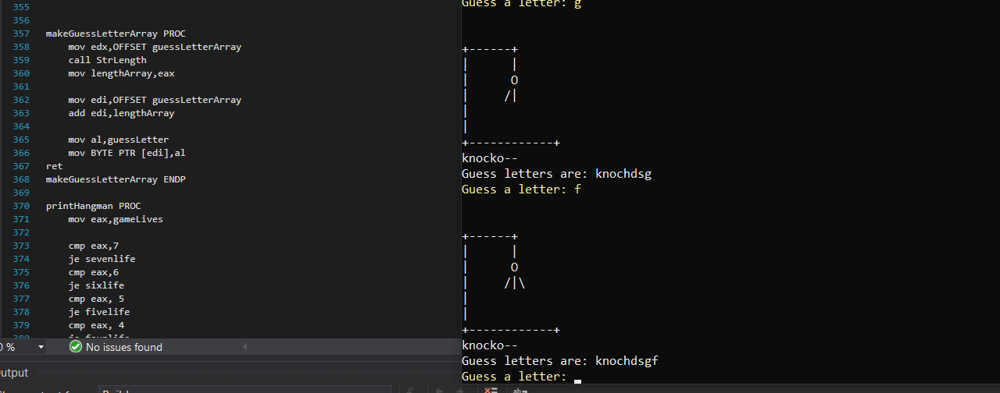 355
356
357 makeGuessLetterArray PROC
358 mov edx,OFFSET guessLetterArray
359 call StrLength
360 mov lengthArray,eax
361
362 mov edi,OFFSET guessLetterArray
363 add edi,lengthArray
364
365 mov al,guessLetter
366 mov BYTE PTR [edi],al
367 ret
368 makeGuessLetterArray ENDP
369
370 printHangman PROC
371 mov eax,gameLives
372
373 cmp eax,7
374 je sevenlife
375 cmp eax,6
376 je sixlife
377 cmp eax, 5
378 je fivelife
379 cmp eax, 4
0 %
No issues found
utput
Guess a letter: g
+------+
|      |
|      O
|     /|
|
|
+------------+
knocko--
Guess letters are: knochdsg
Guess a letter: f
+------+
|      |
|      O
|     /|\
|
|
+------------+
knocko--
Guess letters are: knochdsgf
Guess a letter: